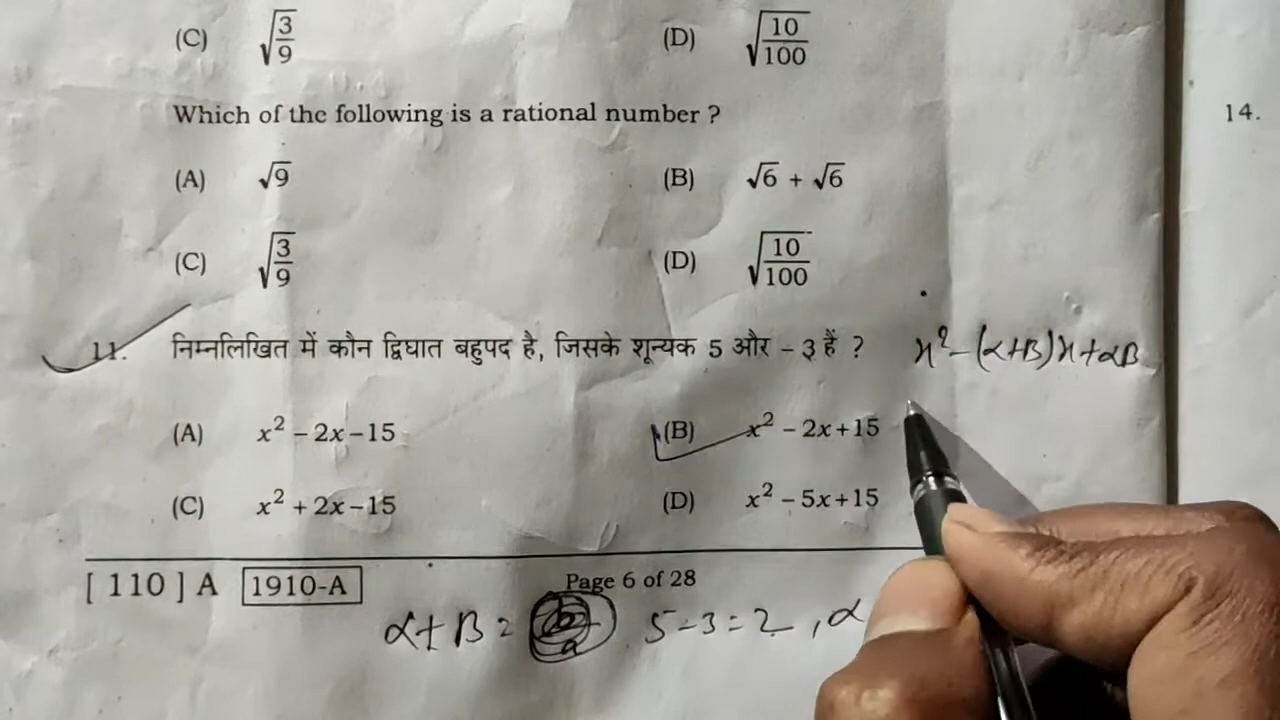 (C) √3/9 (D) √10/100
Which of the following is a rational number ?
(A) √9 (B) √6 + √6
(C) √3/9 (D) √10/100
14.
11. निम्नलिखित में कौन द्विघात बहुपद है, जिसके शून्यक 5 और – 3 हैं ? x² – (α+β)x + αβ
(A) x² – 2x – 15 (B) x² – 2x + 15
(C) x² + 2x – 15 (D) x² – 5x + 15
[ 110 ] A 1910-A Page 6 of 28
α + β = 5 – 3 = 2 , α